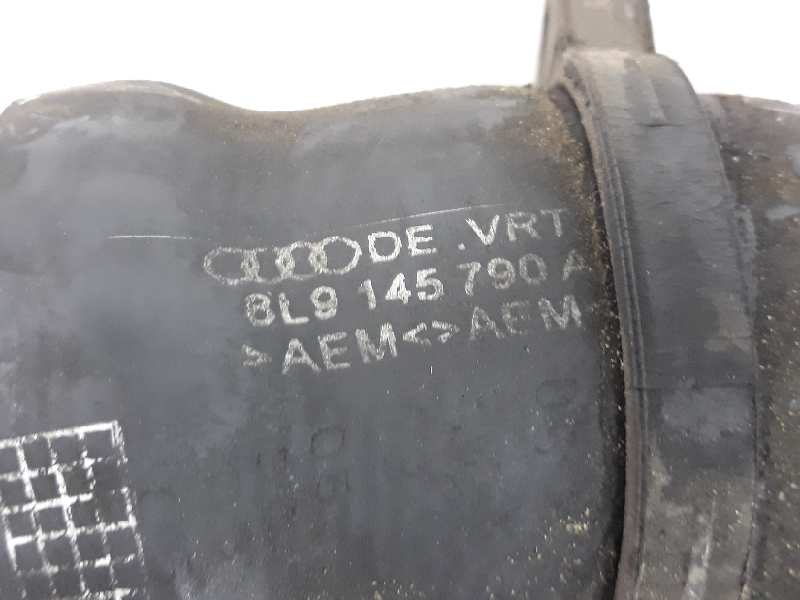 DE .VRT
8L9 145 790 A
>AEM<>AEM